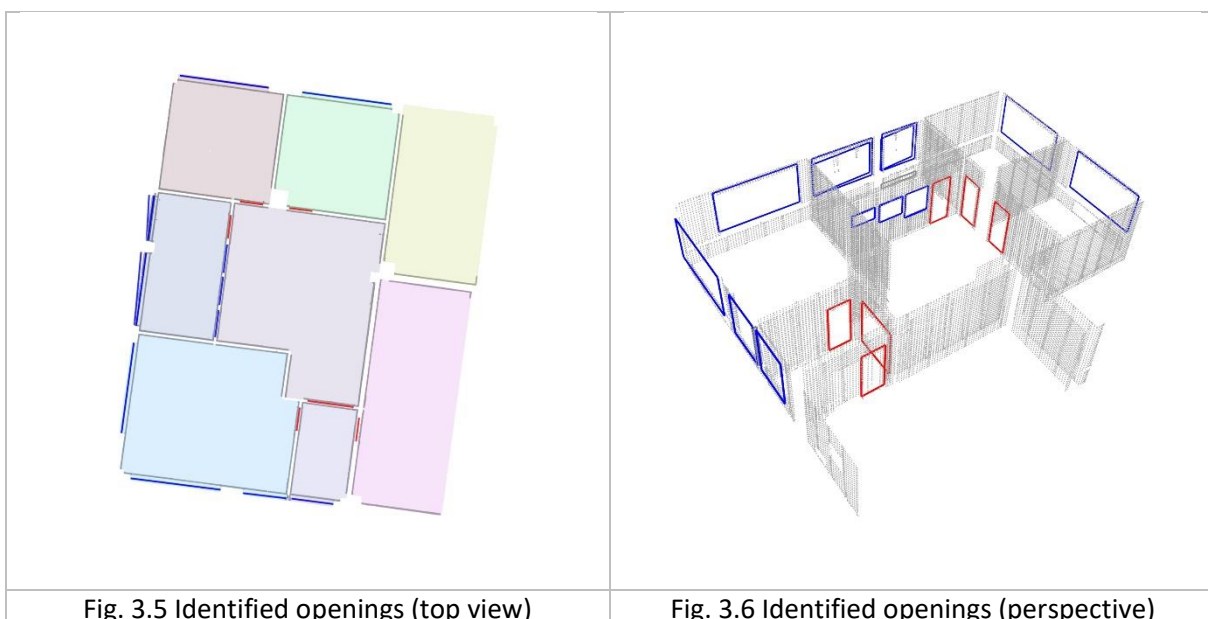 Fig. 3.5 Identified openings (top view)
Fig. 3.6 Identified openings (perspective)